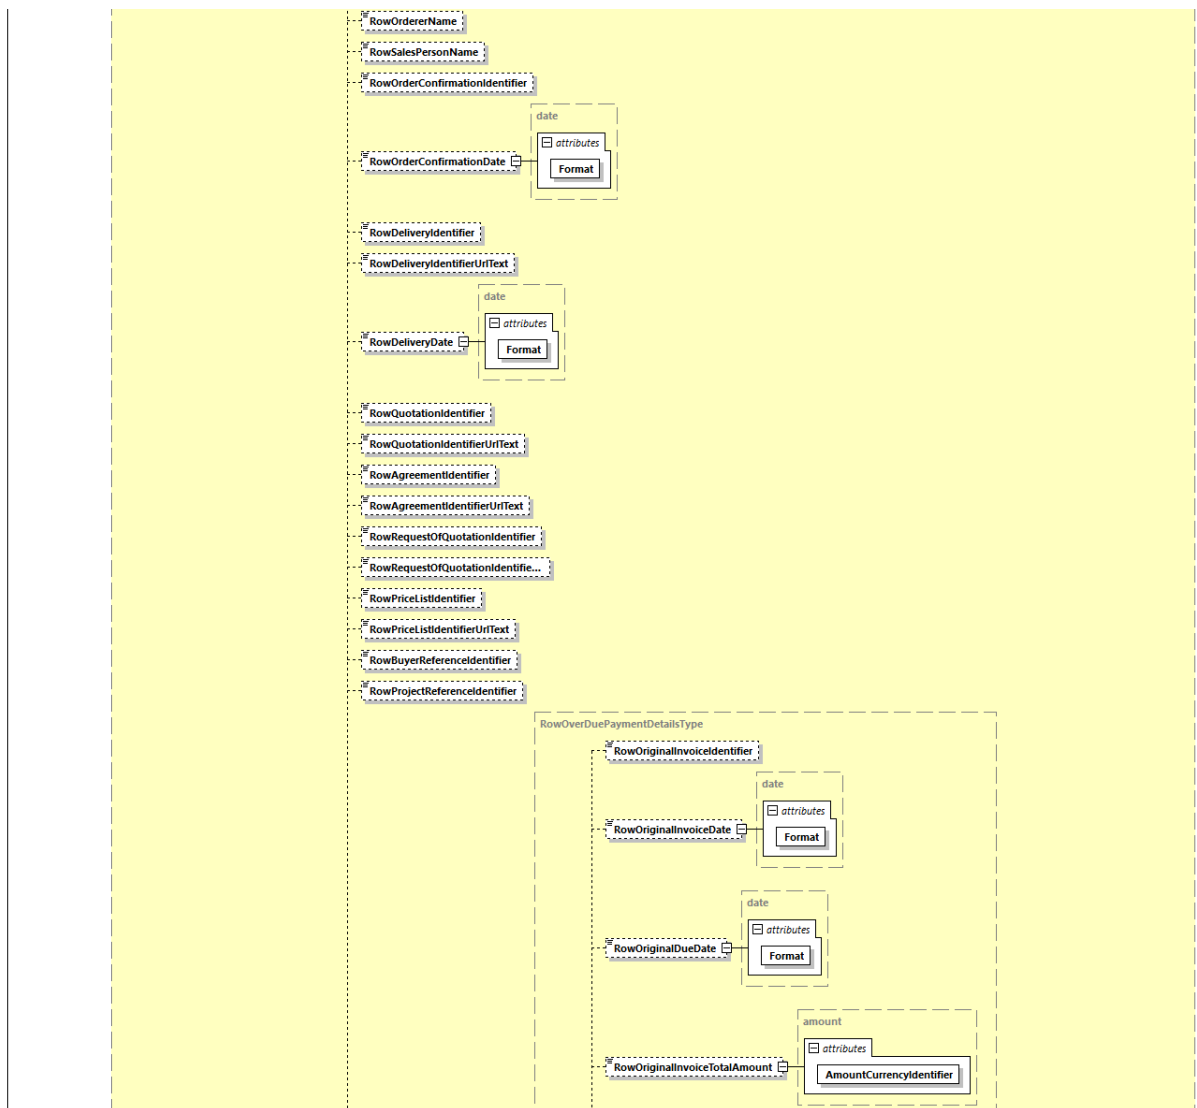 RowOrdererName
RowSalesPersonName
RowOrderConfirmationIdentifier
date
attributes
RowOrderConfirmationDate
Format
RowDeliveryIdentifier
RowDeliveryIdentifierUrlText
date
attributes
RowDeliveryDate
Format
RowQuotationIdentifier
RowQuotationIdentifierUrlText
RowAgreementIdentifier
RowAgreementIdentifierUrlText
RowRequestOfQuotationIdentifier
RowRequestOfQuotationIdentifie...
RowPriceListIdentifier
RowPriceListIdentifierUrlText
RowBuyerReferenceIdentifier
RowProjectReferenceIdentifier
RowOverDuePaymentDetailsType
RowOriginalInvoiceIdentifier
date
attributes
RowOriginalInvoiceDate
Format
date
attributes
RowOriginalDueDate
Format
amount
attributes
RowOriginalInvoiceTotalAmount
AmountCurrencyIdentifier